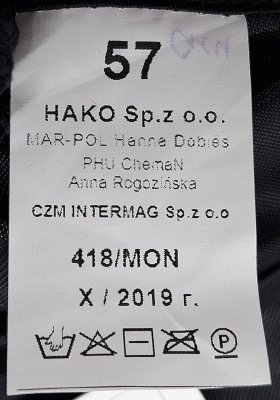 57
HAKO Sp.z o.o.
MAR-POL Hanna Dobies
PHU ChemaN
Anna Rogozińska
CZM INTERMAG Sp.z o.o
418/MON
X / 2019 r.
P